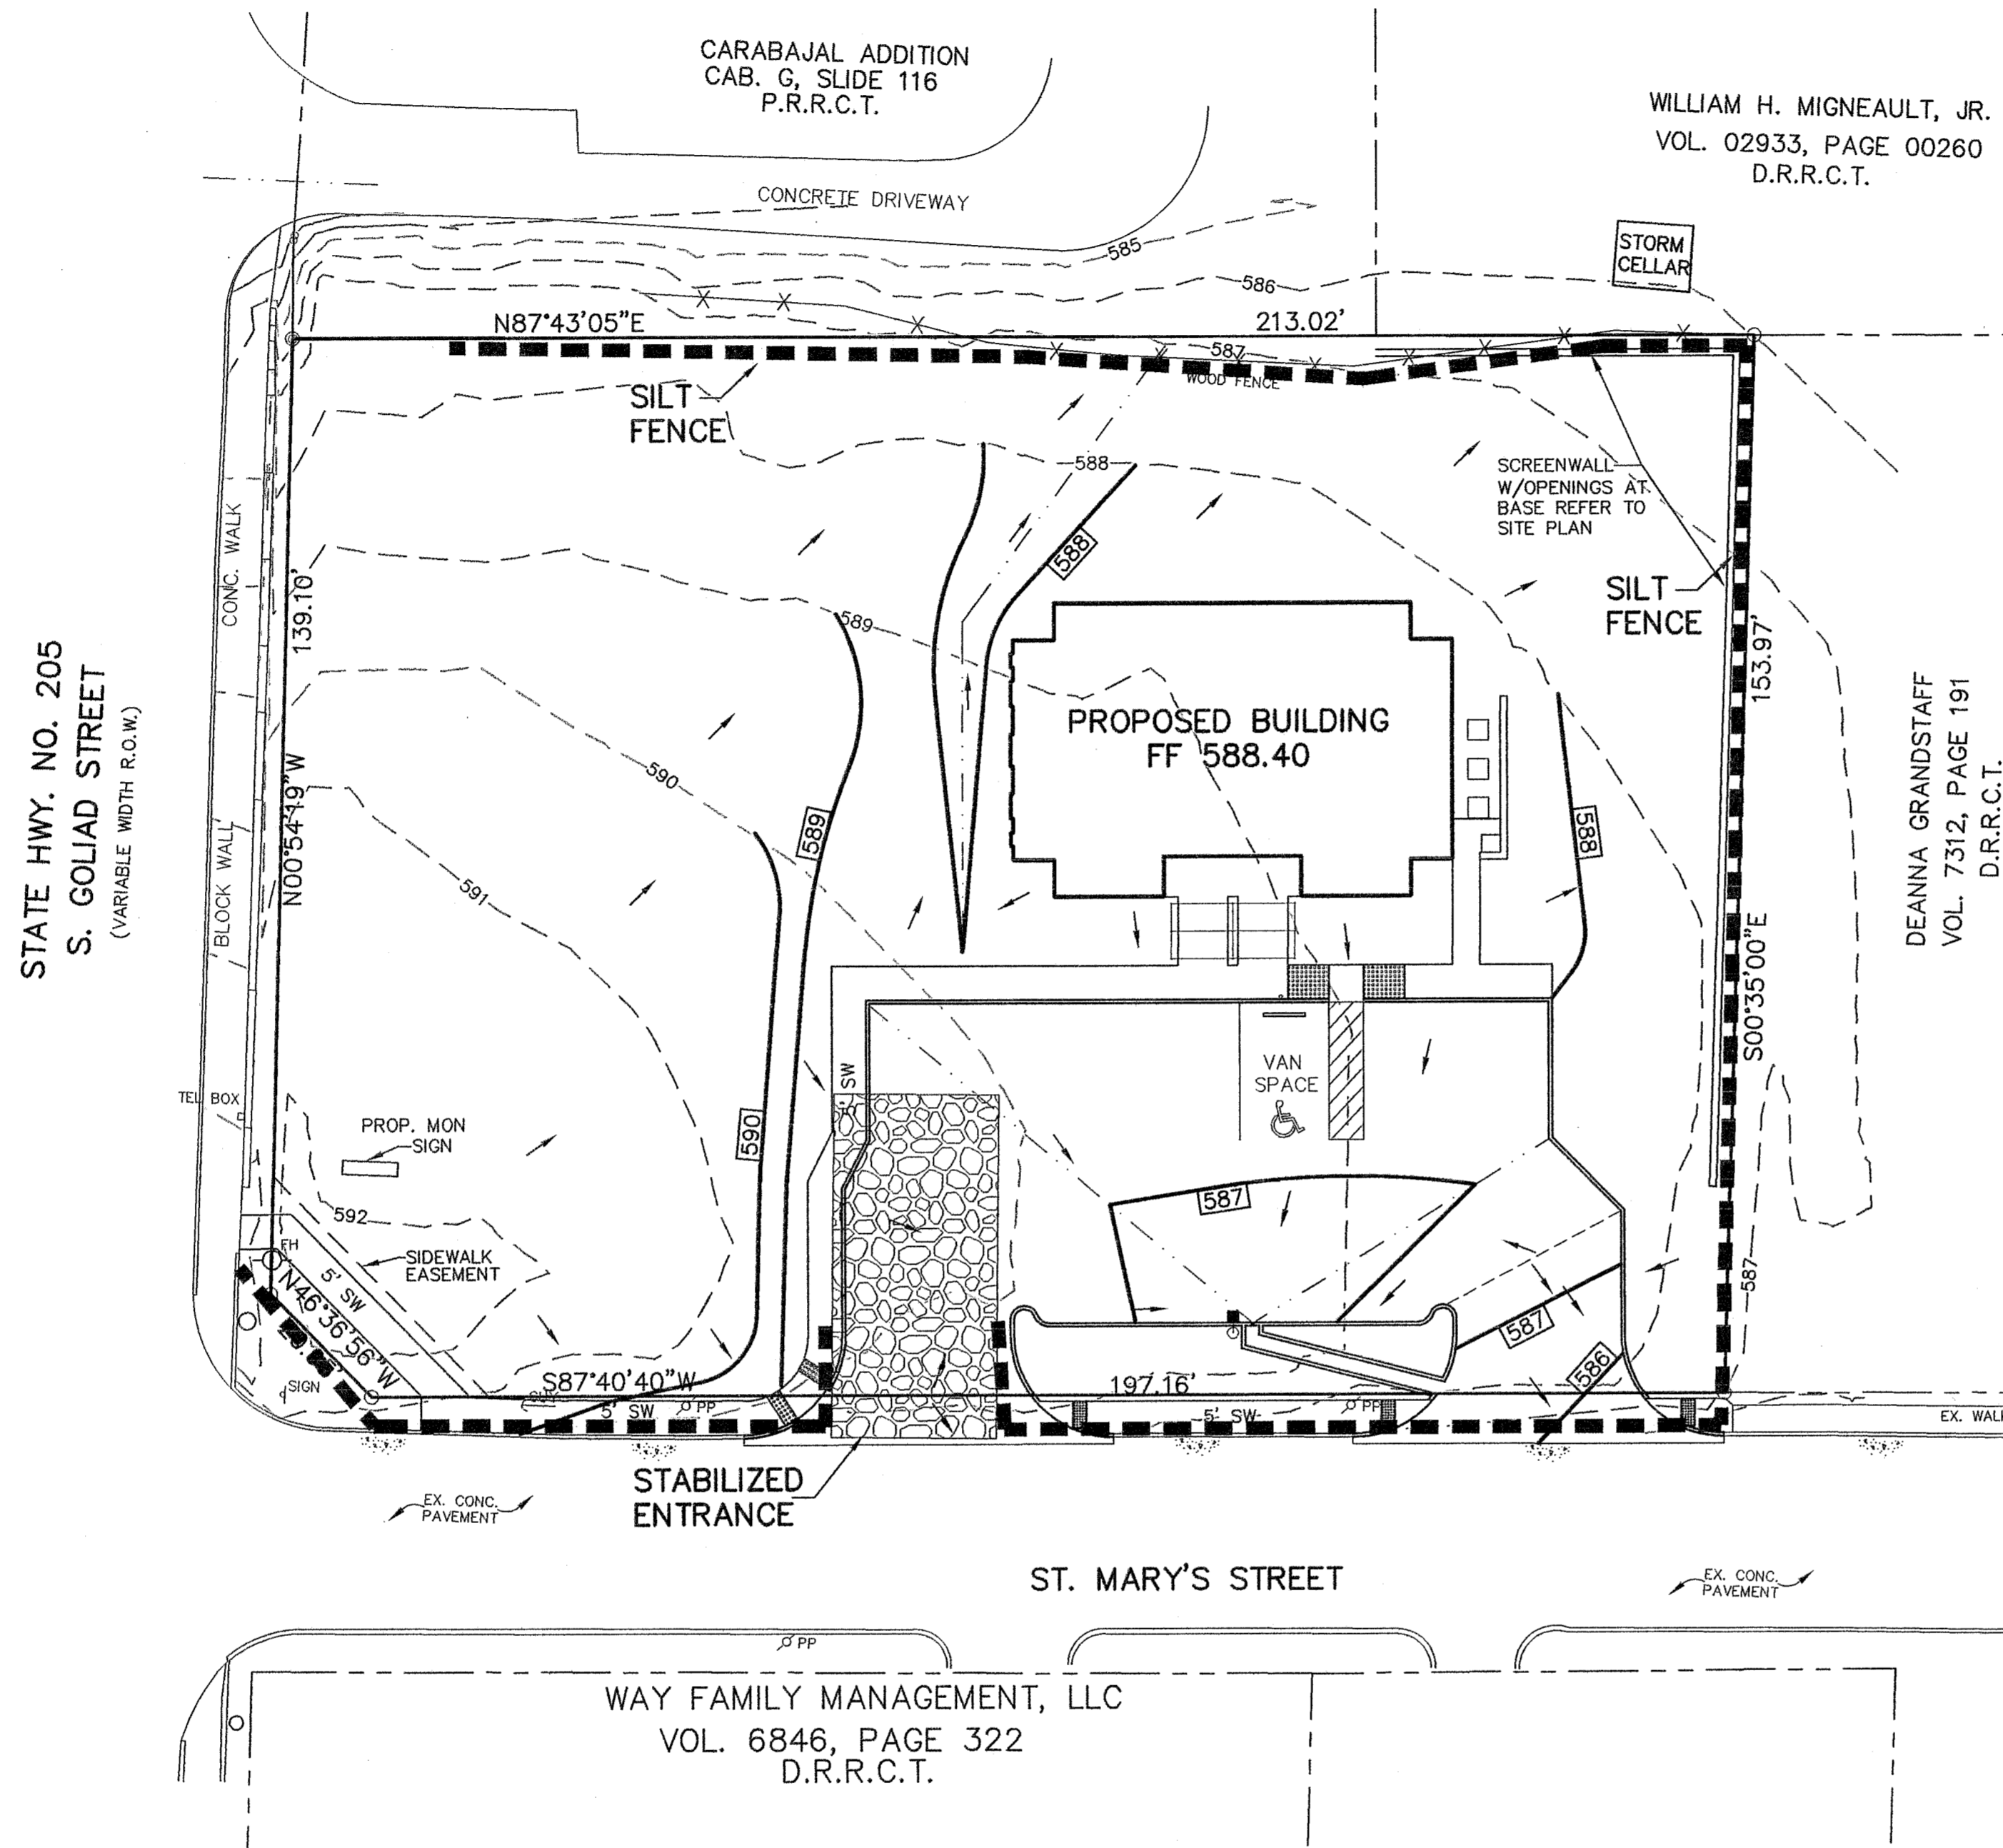 CARABAJAL ADDITION
CAB. G, SLIDE 116
P.R.R.C.T.
WILLIAM H. MIGNEAULT, JR.
VOL. 02933, PAGE 00260
D.R.R.C.T.
CONCRETE DRIVEWAY
STORM
CELLAR
585
586
N87°43'05"E
213.02'
587
WOOD FENCE
SILT
FENCE
588
SCREENWALL
W/OPENINGS AT
BASE REFER TO
SITE PLAN
588
SILT
FENCE
CONC. WALK
139.10'
589
153.97'
STATE HWY. NO. 205
S. GOLIAD STREET
(VARIABLE WIDTH R.O.W.)
PROPOSED BUILDING
FF 588.40
DEANNA GRANDSTAFF
VOL. 7312, PAGE 191
D.R.R.C.T.
590
N00°54'19"W
589
588
591
BLOCK WALL
S00°35'00"E
VAN
SPACE
5' SW
TEL BOX
PROP. MON
SIGN
590
587
592
FH
SIDEWALK
EASEMENT
5' SW
N46°36'56"W
587
587
586
SIGN
S87°40'40"W
197.16'
5' SW
PP
5' SW
PP
EX. WALK
STABILIZED
ENTRANCE
EX. CONC.
PAVEMENT
ST. MARY'S STREET
EX. CONC.
PAVEMENT
PP
WAY FAMILY MANAGEMENT, LLC
VOL. 6846, PAGE 322
D.R.R.C.T.